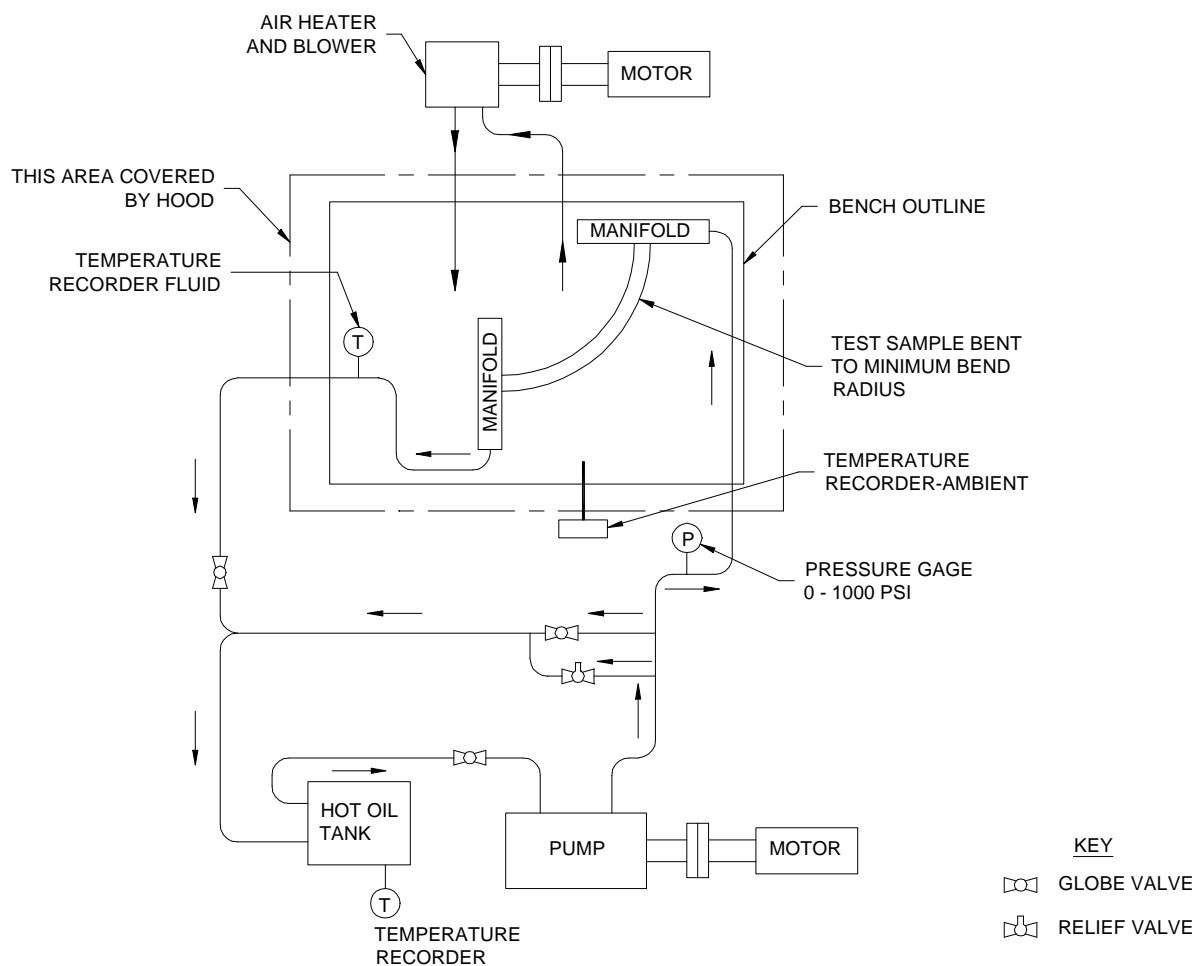 AIR HEATER
AND BLOWER
MOTOR
THIS AREA COVERED
BY HOOD
MANIFOLD
BENCH OUTLINE
TEMPERATURE
RECORDER FLUID
T
MANIFOLD
TEST SAMPLE BENT
TO MINIMUM BEND
RADIUS
TEMPERATURE
RECORDER-AMBIENT
P
PRESSURE GAGE
0 - 1000 PSI
HOT OIL
TANK
PUMP
MOTOR
T
TEMPERATURE
RECORDER
KEY
GLOBE VALVE
RELIEF VALVE